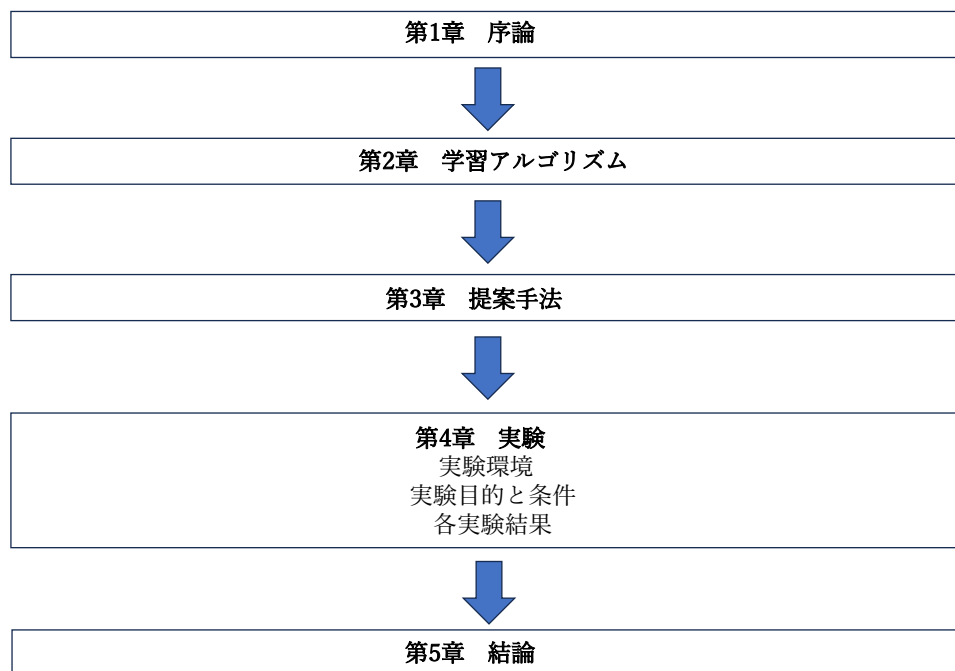 第1章　序論
第2章　学習アルゴリズム
第3章　提案手法
第4章　実験
実験環境
実験目的と条件
各実験結果
第5章　結論